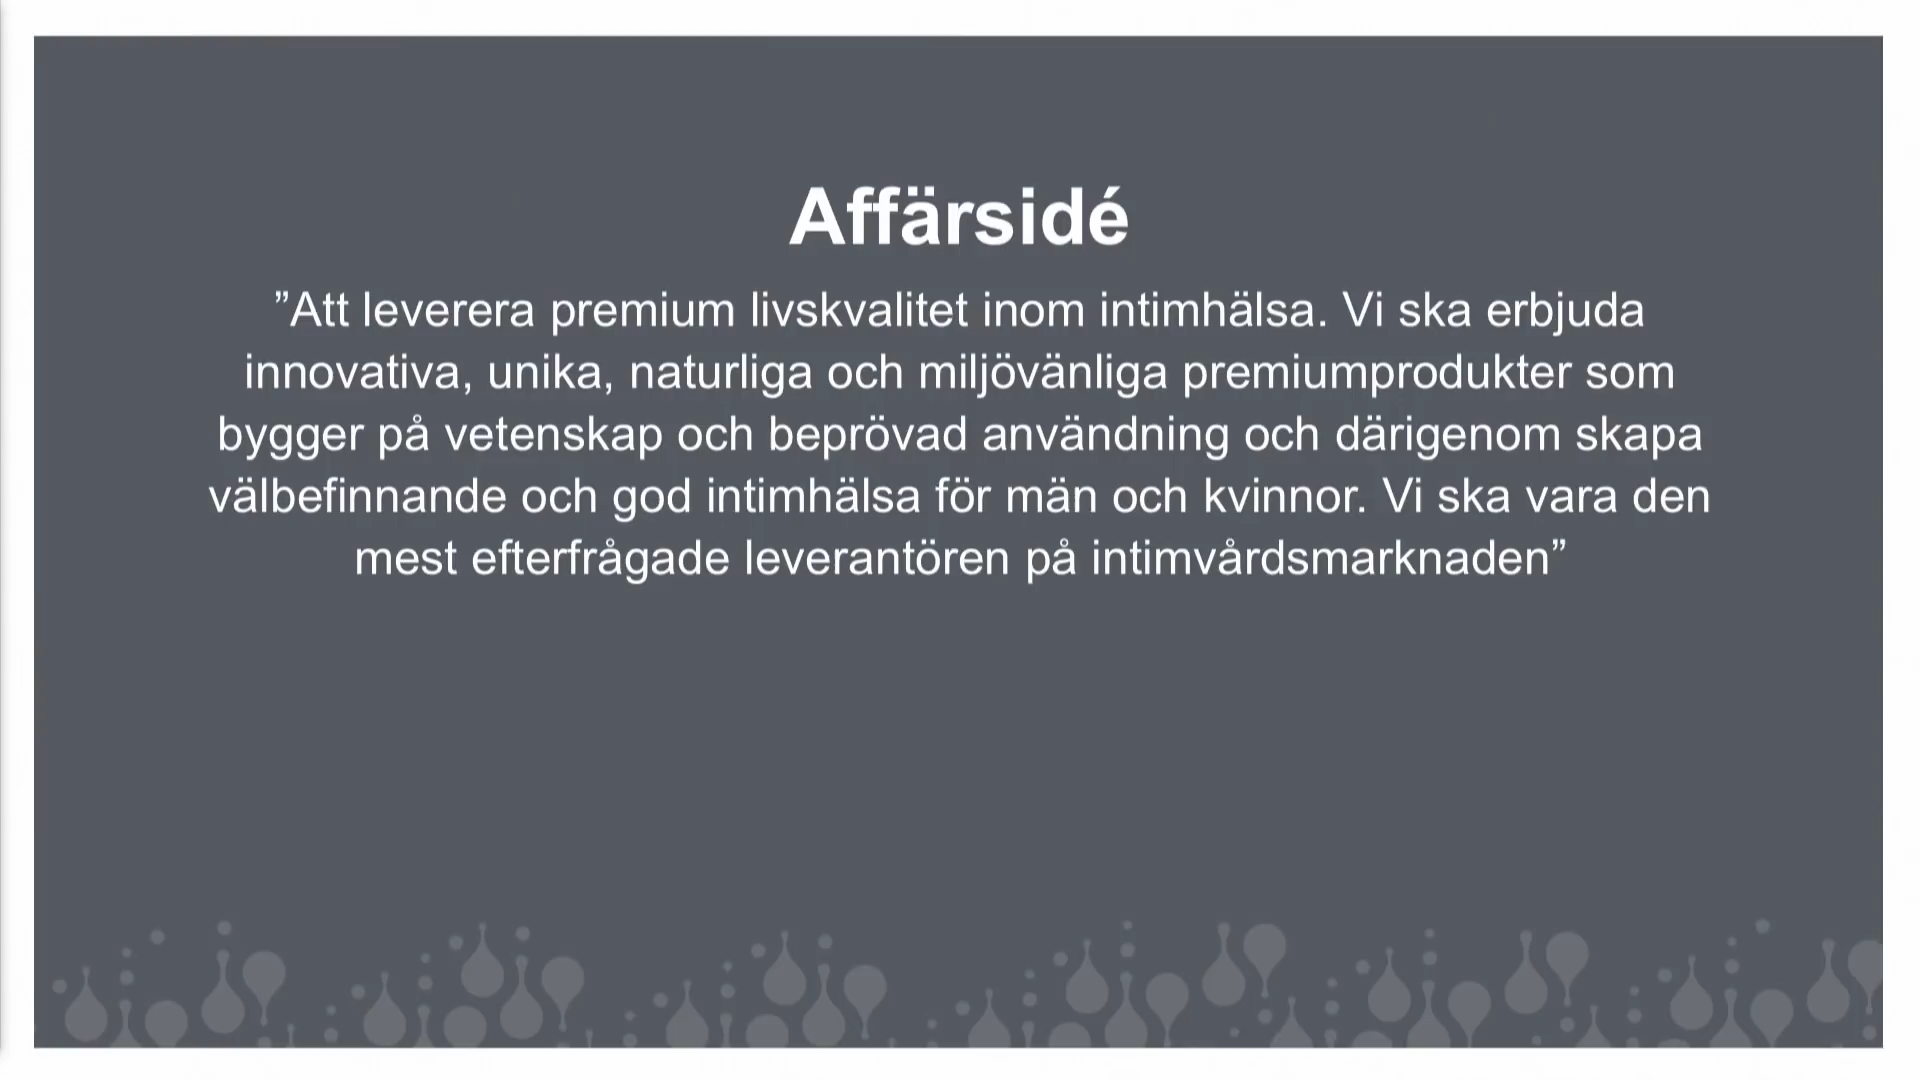 Affärsidé
”Att leverera premium livskvalitet inom intimhälsa. Vi ska erbjuda
innovativa, unika, naturliga och miljövänliga premiumprodukter som
bygger på vetenskap och beprövad användning och därigenom skapa
välbefinnande och god intimhälsa för män och kvinnor. Vi ska vara den
mest efterfrågade leverantören på intimvårdsmarknaden”